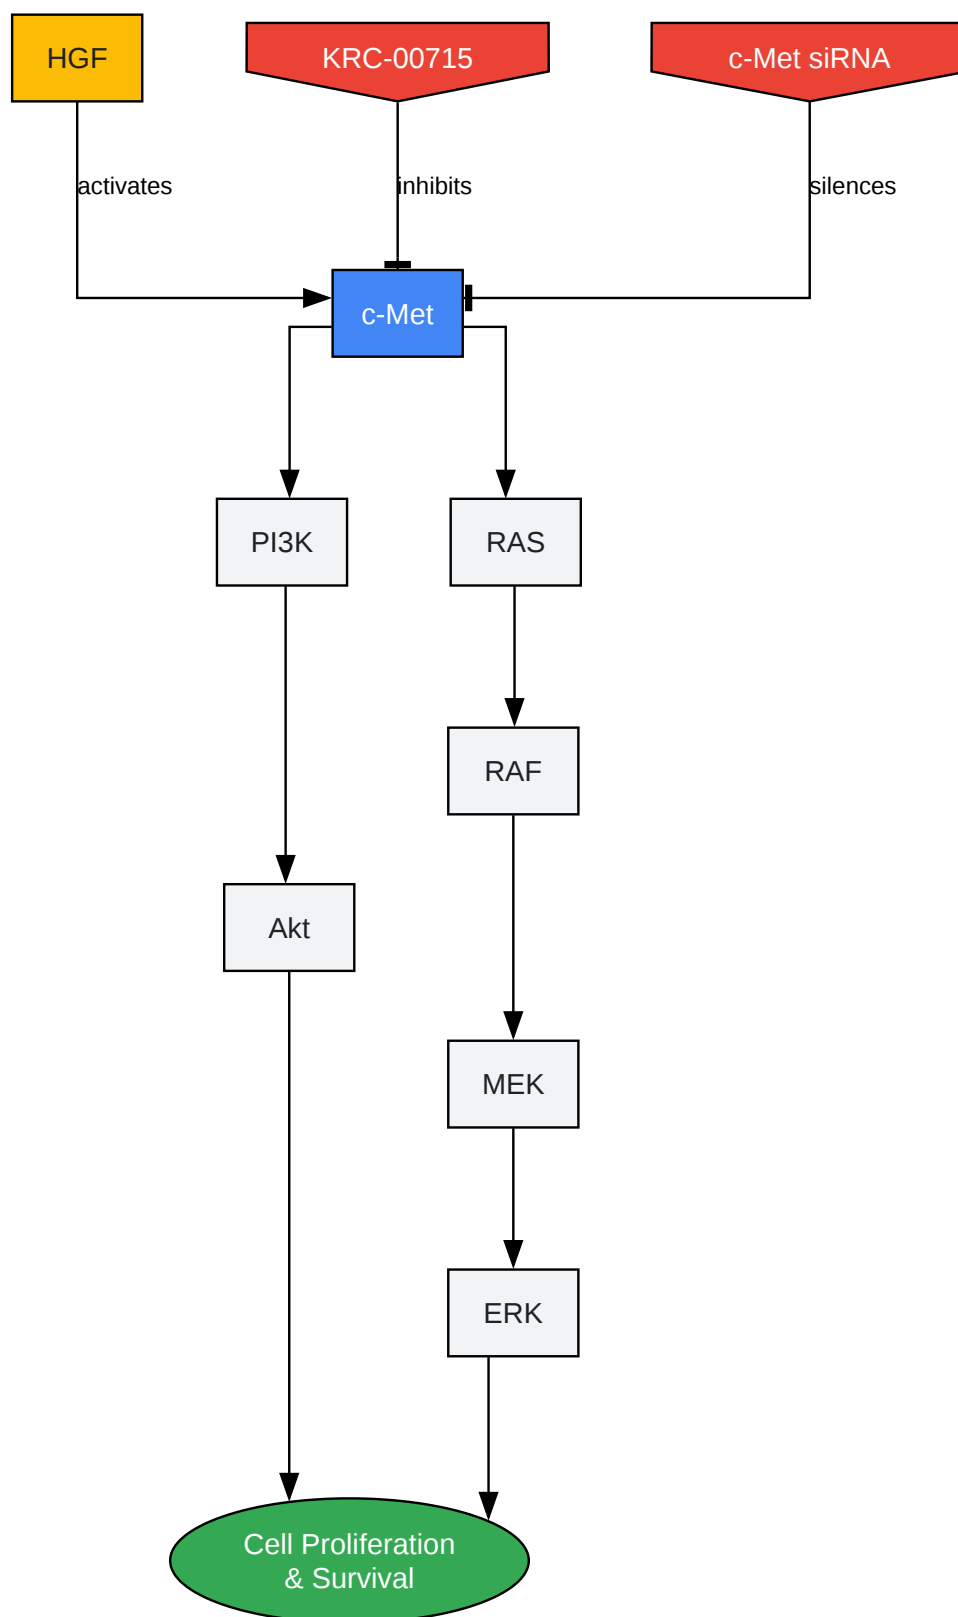 HGF
KRC-00715
c-Met siRNA
activates
inhibits
silences
c-Met
PI3K
RAS
RAF
Akt
MEK
ERK
Cell Proliferation
& Survival